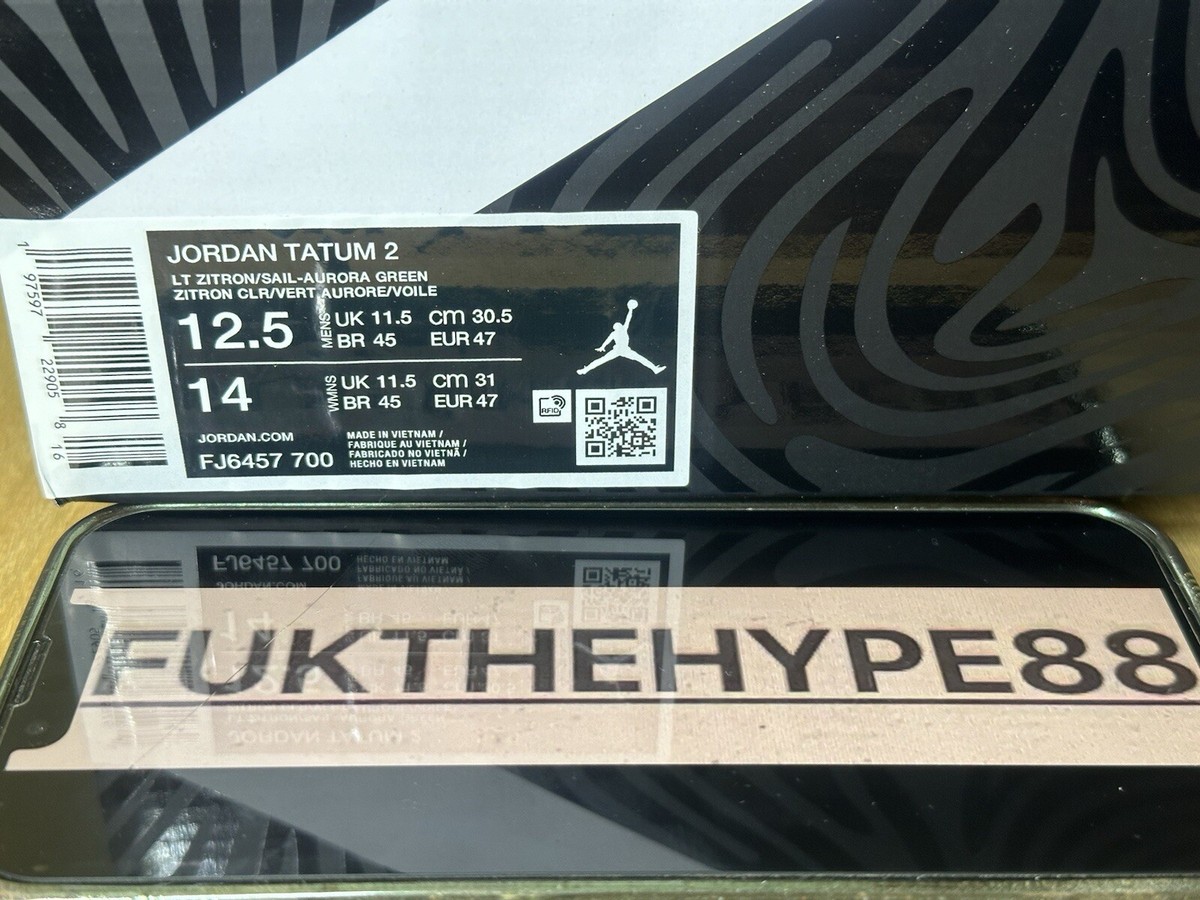 JORDAN TATUM 2
LT ZITRON/SAIL-AURORA GREEN
ZITRON CLR/VERT AURORE/VOILE
12.5 MENS UK 11.5 cm 30.5
BR 45 EUR 47
14 WMNS UK 11.5 cm 31
BR 45 EUR 47
RFID
JORDAN.COM
FJ6457 700
MADE IN VIETNAM /
FABRIQUE AU VIETNAM /
FABRICADO NO VIETNÃ /
HECHO EN VIETNAM
1 97597 22905 8 16
FUKTHEHYPE88